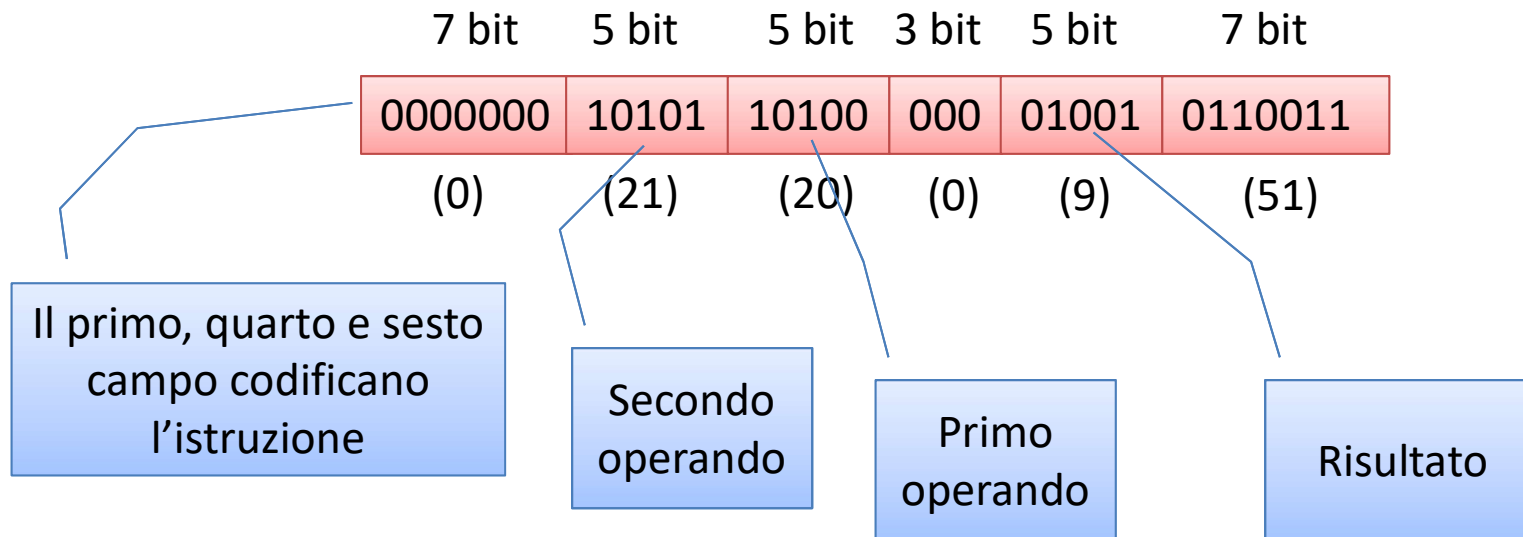 7 bit 5 bit 5 bit 3 bit 5 bit 7 bit
0000000 10101 10100 000 01001 0110011
(0) (21) (20) (0) (9) (51)
Il primo, quarto e sesto
campo codificano
l’istruzione
Secondo
operando
Primo
operando
Risultato